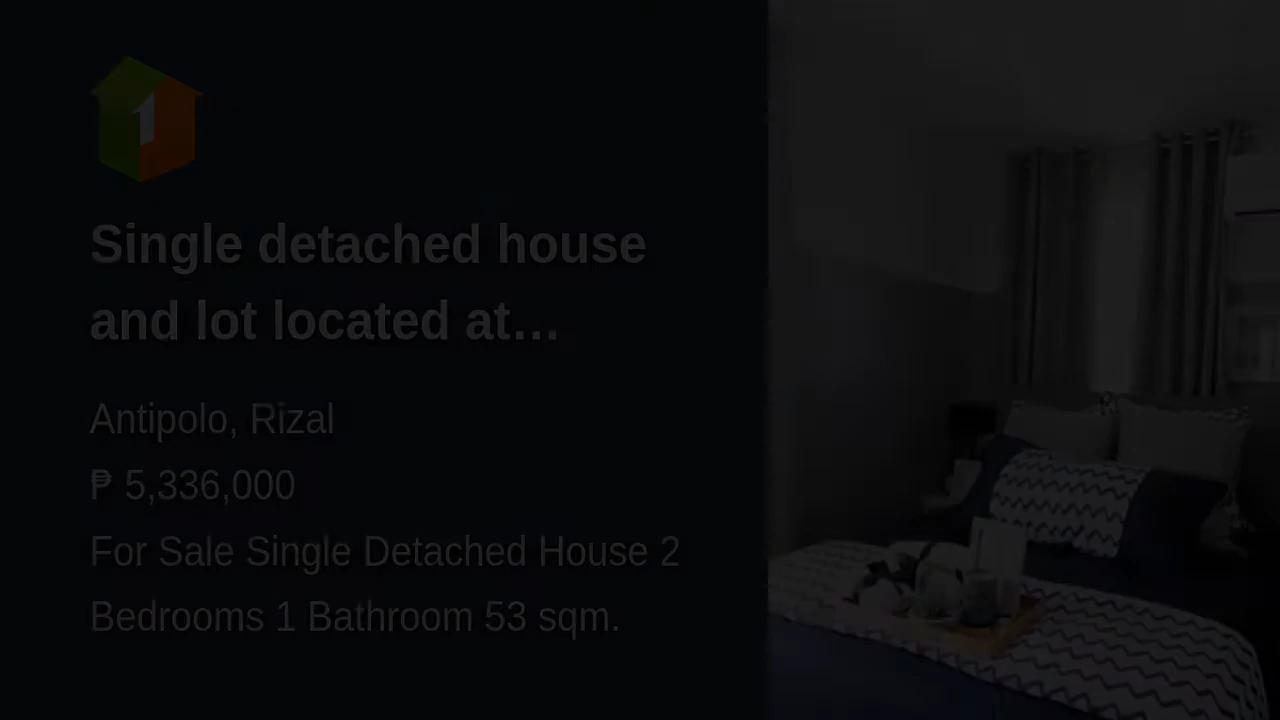 Single detached house
and lot located at...
Antipolo, Rizal
₱ 5,336,000
For Sale Single Detached House 2
Bedrooms 1 Bathroom 53 sqm.